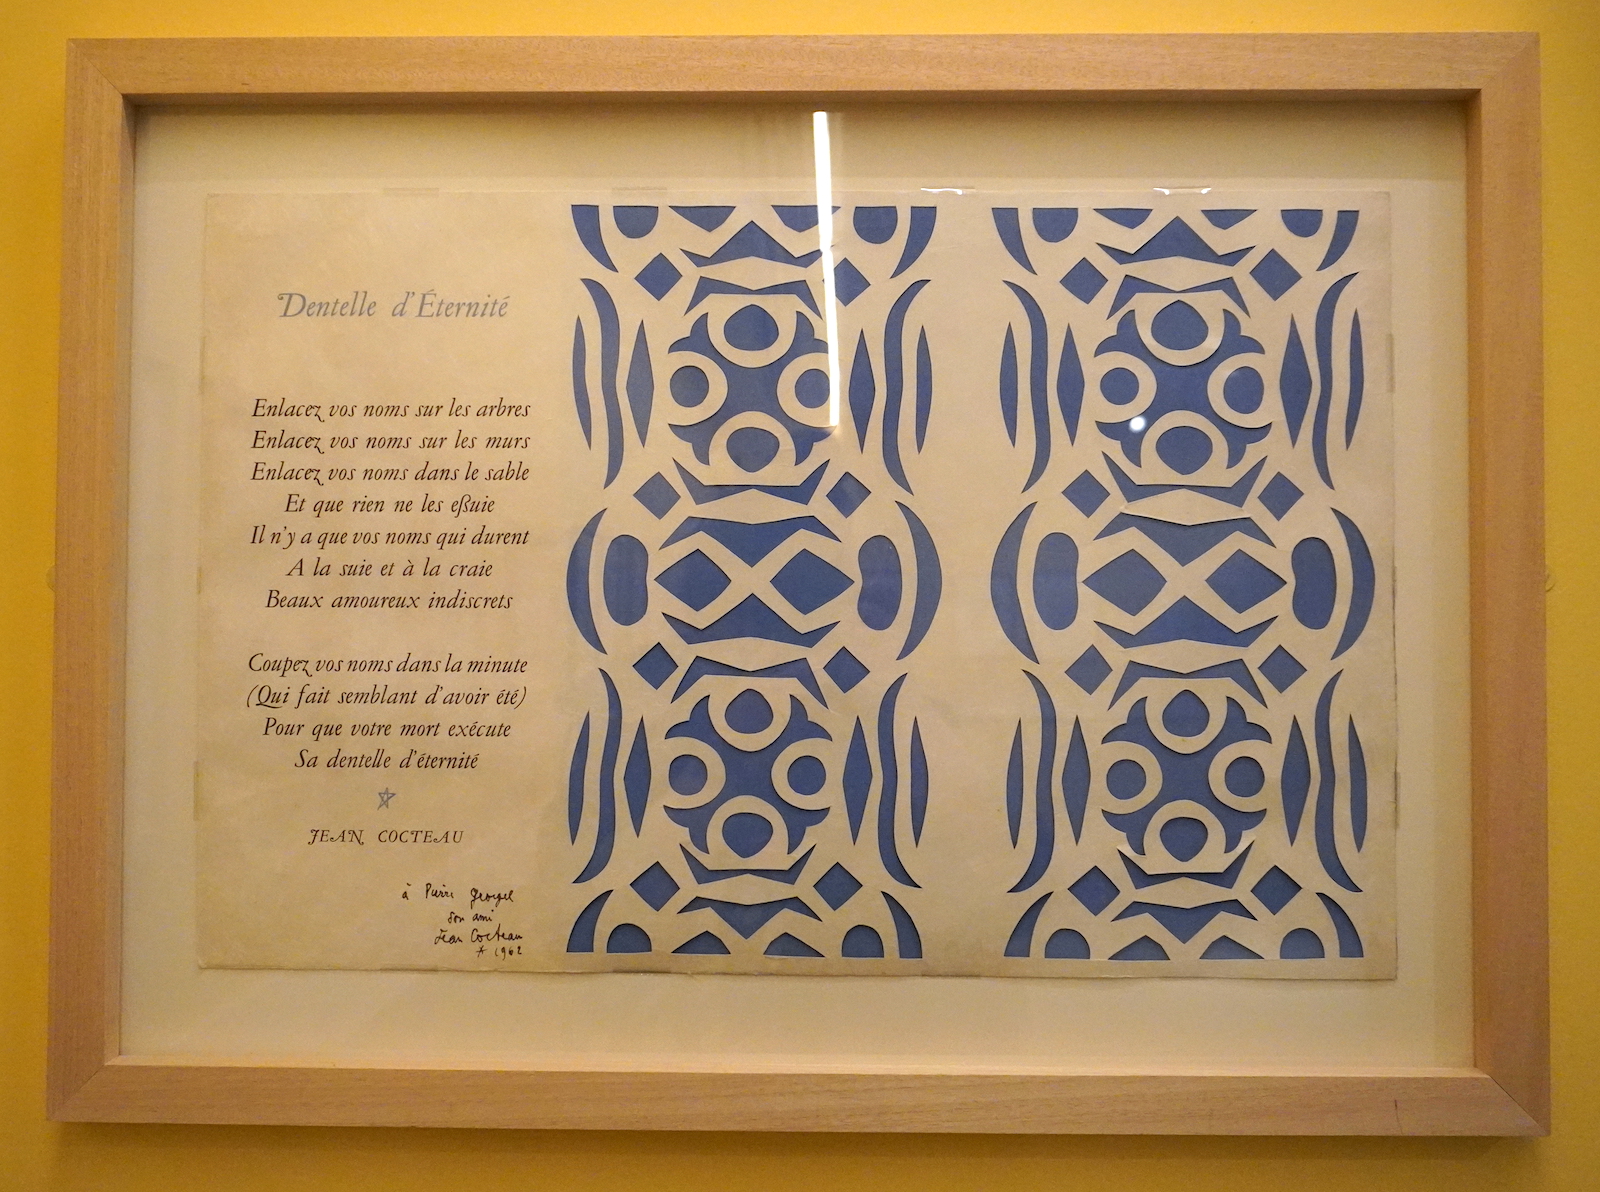 Dentelle d'Éternité
Enlacez vos noms sur les arbres
Enlacez vos noms sur les murs
Enlacez vos noms dans le sable
Et que rien ne les eßuie
Il n'y a que vos noms qui durent
A la suie et à la craie
Beaux amoureux indiscrets
Coupez vos noms dans la minute
(Qui fait semblant d'avoir été)
Pour que votre mort exécute
Sa dentelle d'éternité
JEAN COCTEAU
à Pierre Georgel
son ami
Jean Cocteau
1962